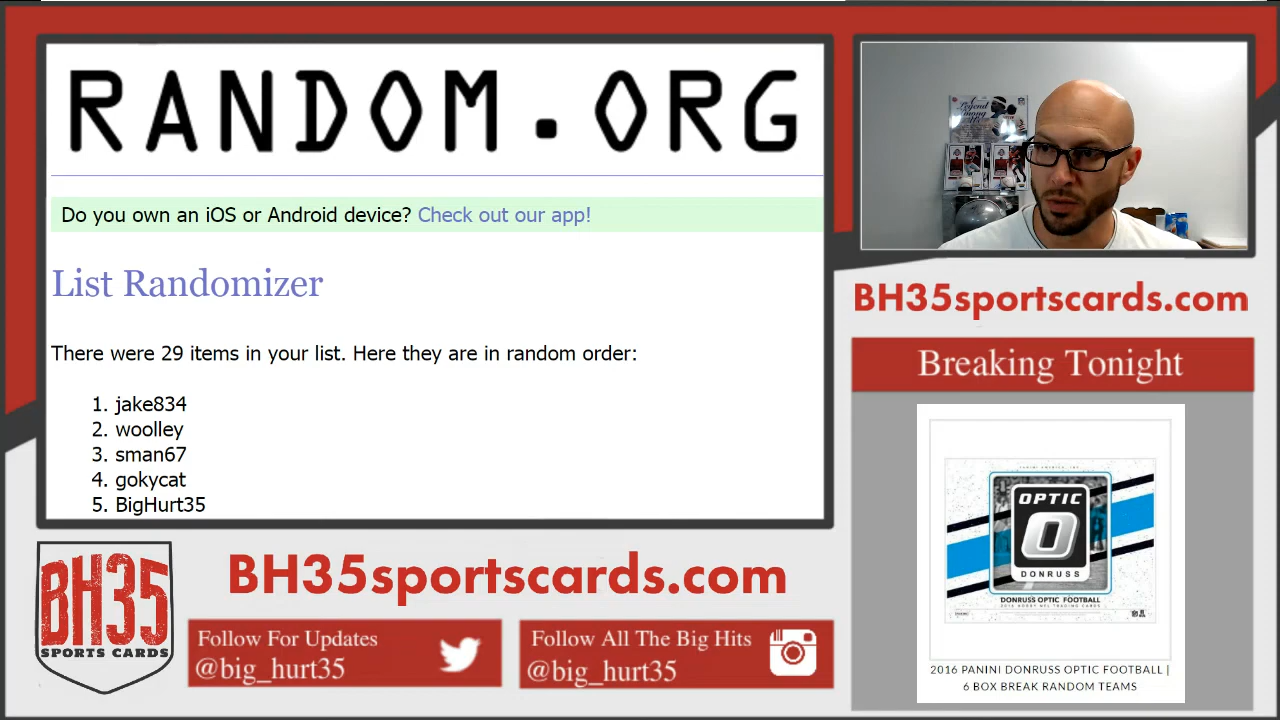 RANDOM.ORG
Do you own an iOS or Android device? Check out our app!
List Randomizer
There were 29 items in your list. Here they are in random order:
1. jake834
2. woolley
3. sman67
4. gokycat
5. BigHurt35
BH35sportscards.com
Breaking Tonight
OPTIC
DONRUSS
DONRUSS OPTIC FOOTBALL
2016 PANINI DONRUSS OPTIC FOOTBALL |
6 BOX BREAK RANDOM TEAMS
BH35
SPORTS CARDS
BH35sportscards.com
Follow For Updates
@big_hurt35
Follow All The Big Hits
@big_hurt35